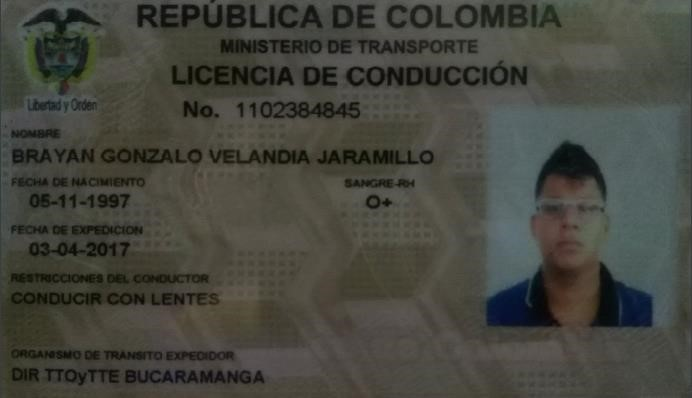 REPÚBLICA DE COLOMBIA
MINISTERIO DE TRANSPORTE
LICENCIA DE CONDUCCIÓN
Libertad y Orden
No. 1102384845
NOMBRE
BRAYAN GONZALO VELANDIA JARAMILLO
FECHA DE NACIMIENTO SANGRE-RH
05-11-1997 O+
FECHA DE EXPEDICION
03-04-2017
RESTRICCIONES DEL CONDUCTOR
CONDUCIR CON LENTES
ORGANISMO DE TRANSITO EXPEDIDOR
DIR TTOyTTE BUCARAMANGA